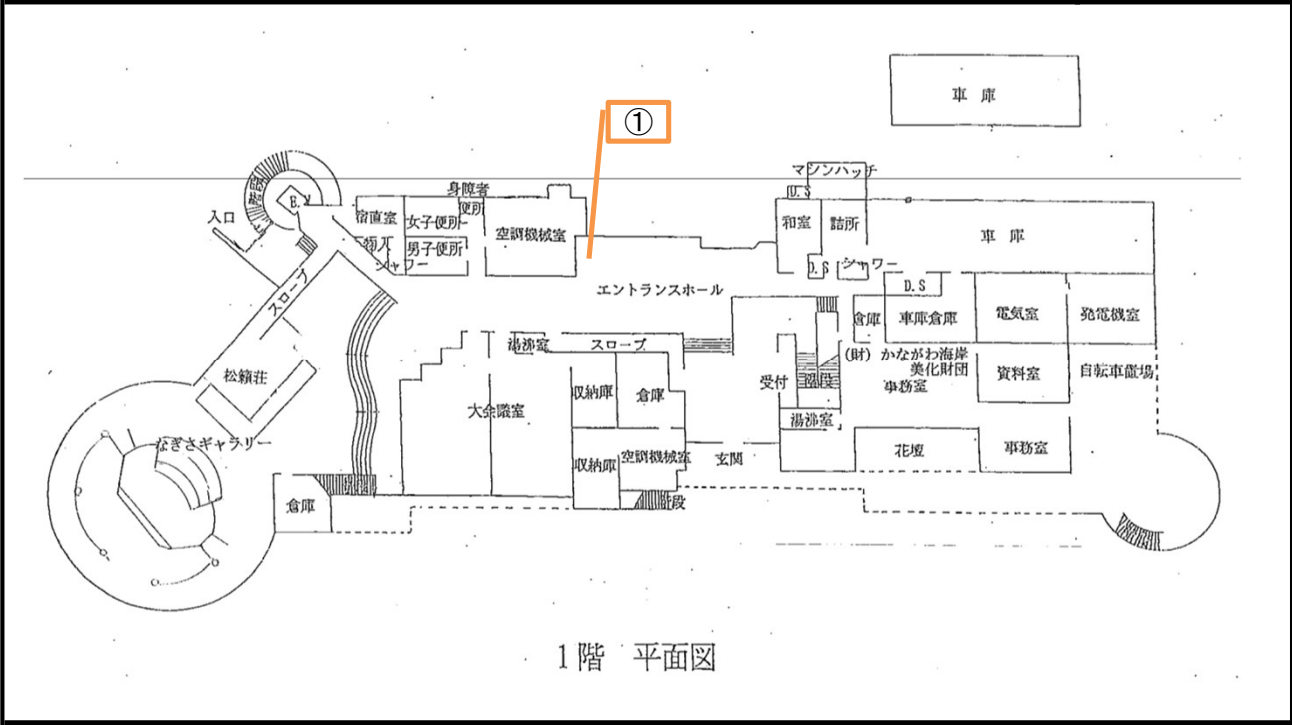 車庫
①
マシンハッチ
D.S
身障者
便所
階段
E.V
入口
宿直室
女子便所
空調機械室
和室
詰所
車庫
男子便所
シャワー
D.S
シャワー
スロープ
エントランスホール
D.S
倉庫
車庫倉庫
電気室
発電機室
湯沸室
スロープ
(財) かながわ海岸
美化財団
事務室
松籟荘
受付
階段
資料室
自転車置場
収納庫
倉庫
大会議室
湯沸室
なぎさギャラリー
収納庫
空調機械室
玄関
花壇
事務室
倉庫
階段
1階 平面図